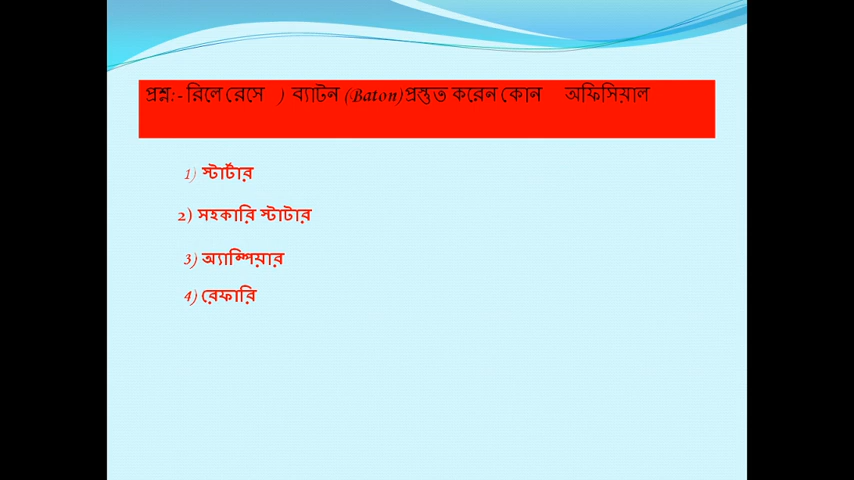 প্রশ্ন:- রিলে রেসে ) ব্যাটন (Baton)প্রস্তুত করেন কোন অফিসিয়াল
1) স্টার্টার
2) সহকারি স্টাটার
3) অ্যাম্পিয়ার
4) রেফারি